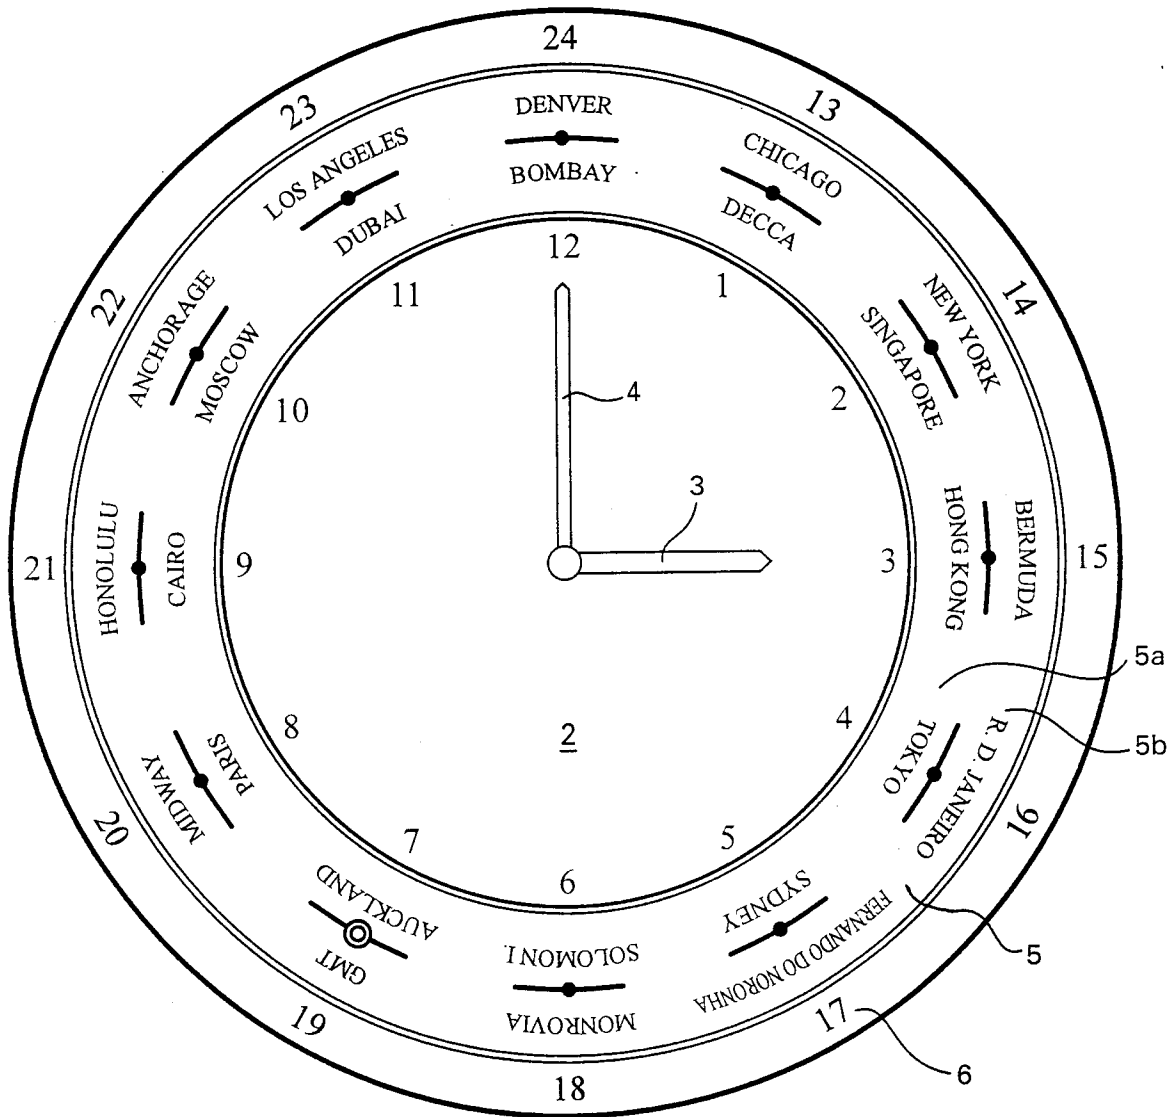 24
13
14
15
16
17
18
19
20
21
22
23
DENVER
BOMBAY
CHICAGO
DECCA
NEW YORK
SINGAPORE
BERMUDA
HONG KONG
R. D. JANEIRO
TOKYO
FERNANDO DO NORONHA
SYDNEY
MONROVIA
SOLOMON I.
GMT
AUCKLAND
MIDWAY
PARIS
HONOLULU
CAIRO
ANCHORAGE
MOSCOW
LOS ANGELES
DUBAI
12
1
2
3
4
5
6
7
8
9
10
11
4
3
2
5a
5b
5
6